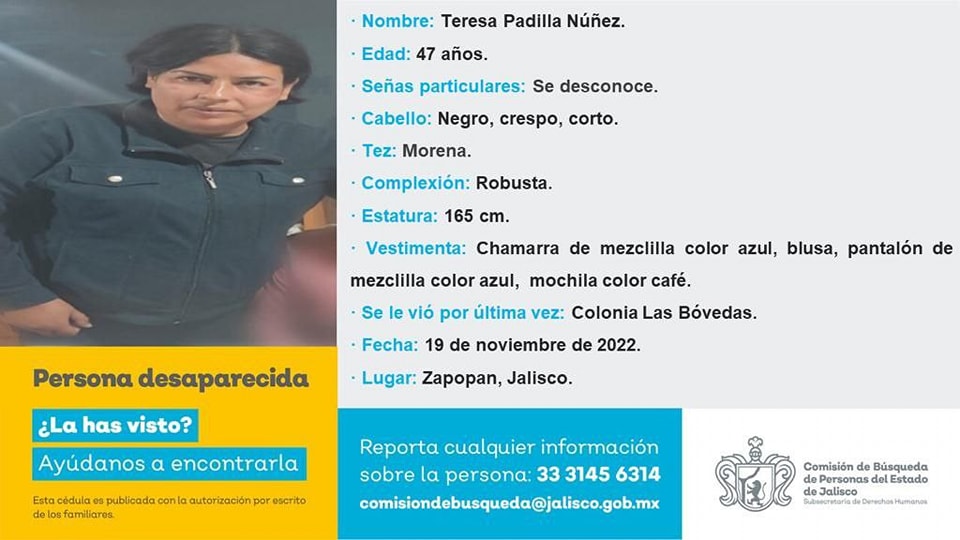 · Nombre: Teresa Padilla Núñez.
· Edad: 47 años.
· Señas particulares: Se desconoce.
· Cabello: Negro, crespo, corto.
· Tez: Morena.
· Complexión: Robusta.
· Estatura: 165 cm.
· Vestimenta: Chamarra de mezclilla color azul, blusa, pantalón de
mezclilla color azul, mochila color café.
· Se le vió por última vez: Colonia Las Bóvedas.
· Fecha: 19 de noviembre de 2022.
· Lugar: Zapopan, Jalisco.
Persona desaparecida
¿La has visto?
Ayúdanos a encontrarla
Esta cédula es publicada con la autorización por escrito
de los familiares.
Reporta cualquier información
sobre la persona: 33 3145 6314
comisiondebusqueda@jalisco.gob.mx
Comisión de Búsqueda
de Personas del Estado
de Jalisco
Subsecretaría de Derechos Humanos